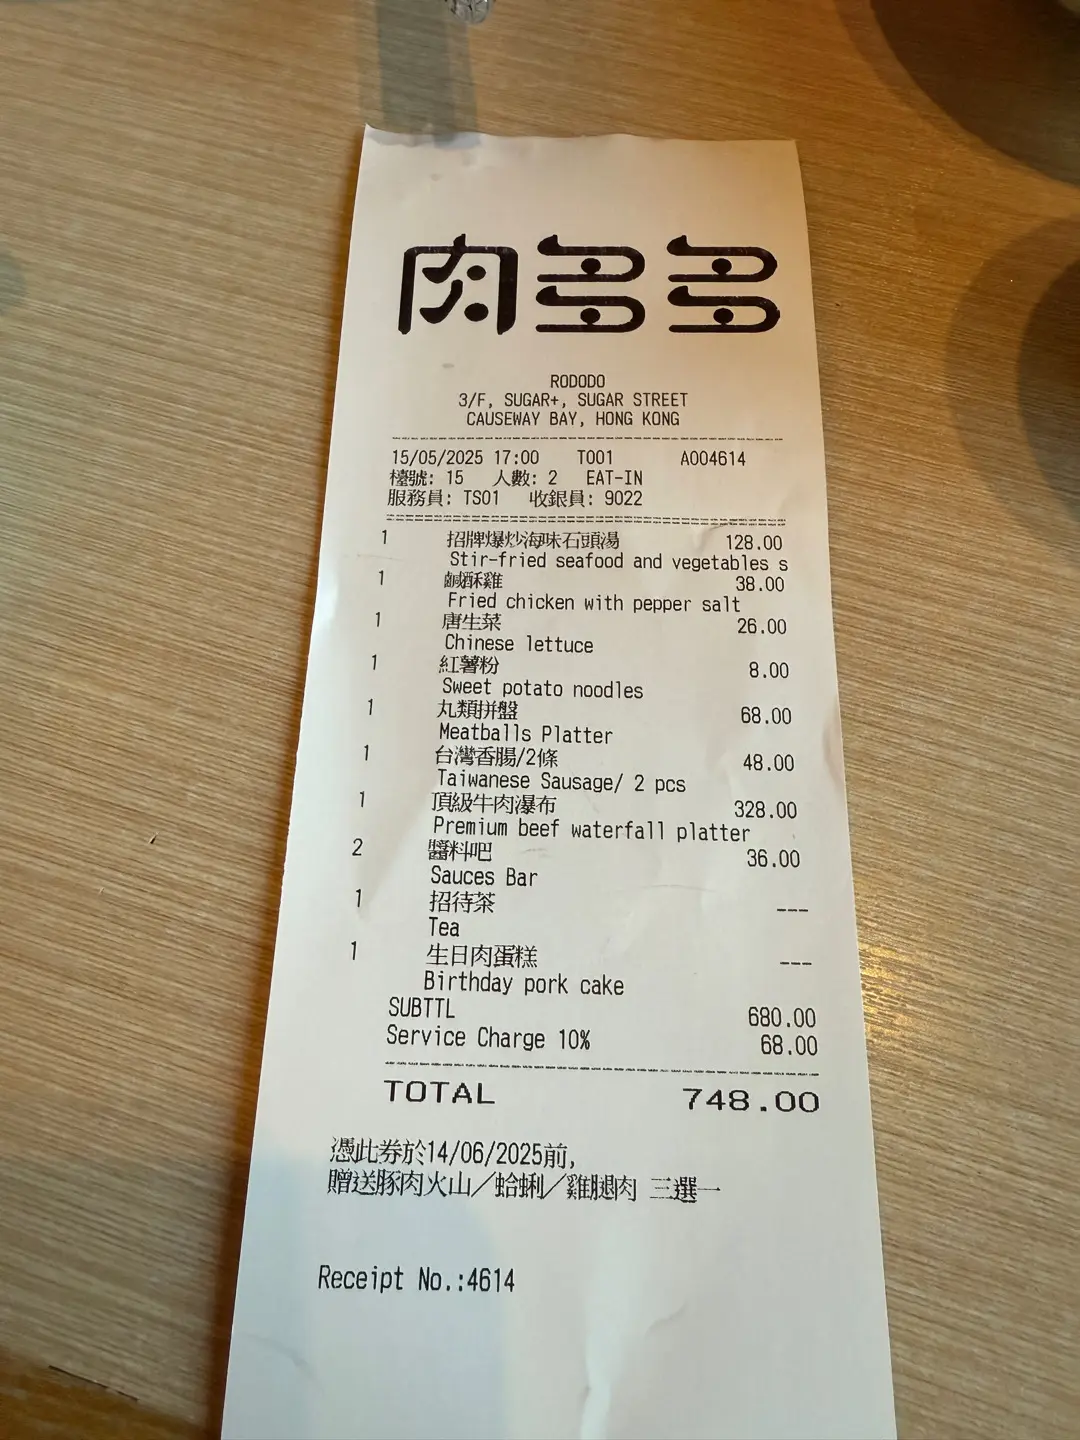 肉多多
RODODO
3/F, SUGAR+, SUGAR STREET
CAUSEWAY BAY, HONG KONG
15/05/2025 17:00 T001 A004614
檯號: 15 人數: 2 EAT-IN
服務員: TS01 收銀員: 9022
1 招牌爆炒海味石頭湯 128.00
Stir-fried seafood and vegetables s
1 鹹酥雞 38.00
Fried chicken with pepper salt
1 唐生菜 26.00
Chinese lettuce
1 紅薯粉 8.00
Sweet potato noodles
1 丸類拼盤 68.00
Meatballs Platter
1 台灣香腸/2條 48.00
Taiwanese Sausage/ 2 pcs
1 頂級牛肉瀑布 328.00
Premium beef waterfall platter
2 醬料吧 36.00
Sauces Bar
1 招待茶 ---
Tea
1 生日肉蛋糕 ---
Birthday pork cake
SUBTTL 680.00
Service Charge 10% 68.00
TOTAL 748.00
憑此券於14/06/2025前,
贈送豚肉火山／蛤蜊／雞腿肉 三選一
Receipt No.:4614